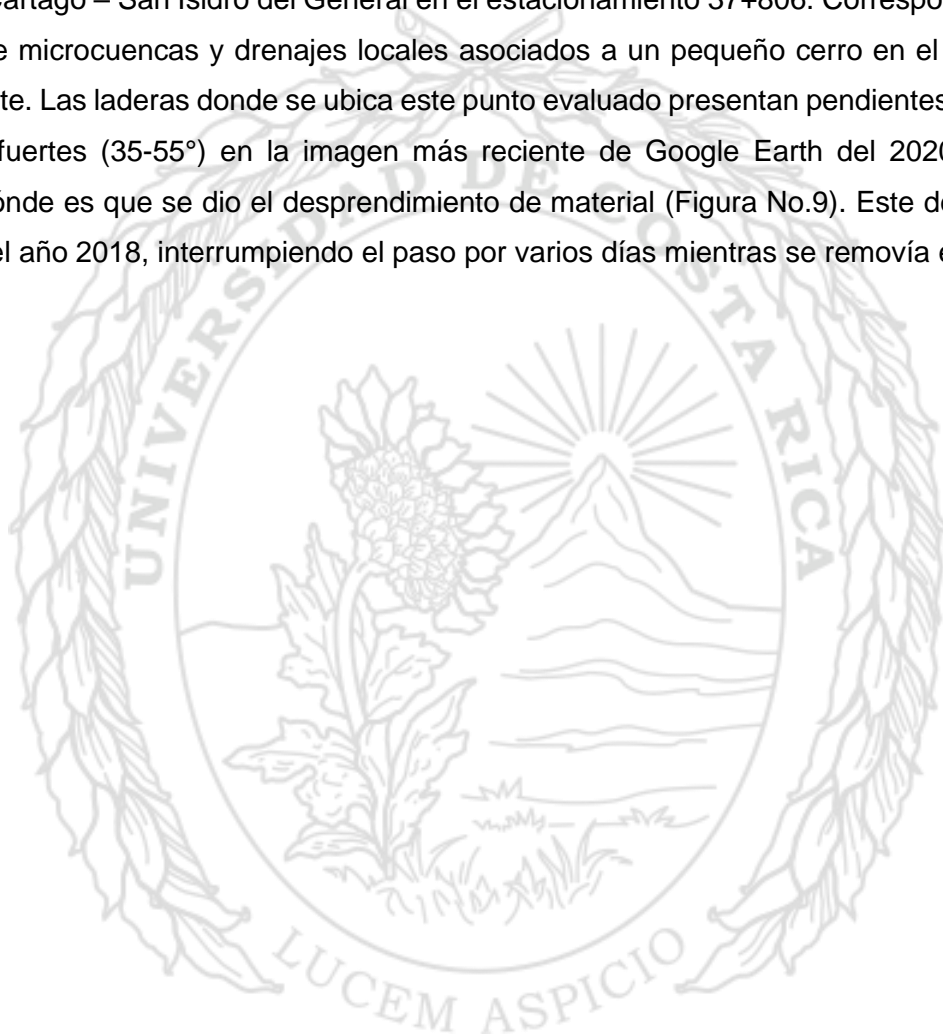 Cartago – San Isidro del General en el estacionamiento 37+806.
e microcuencas y drenajes locales asociados a un pequeño cerro en el
te. Las laderas donde se ubica este punto evaluado presentan pendientes
fuertes (35-55°) en la imagen más reciente de Google Earth del 2020
ónde es que se dio el desprendimiento de material (Figura No.9). Este
el año 2018, interrumpiendo el paso por varios días mientras se removía
UNIVERSIDAD DE COSTA RICA
LUCEM ASPICIO